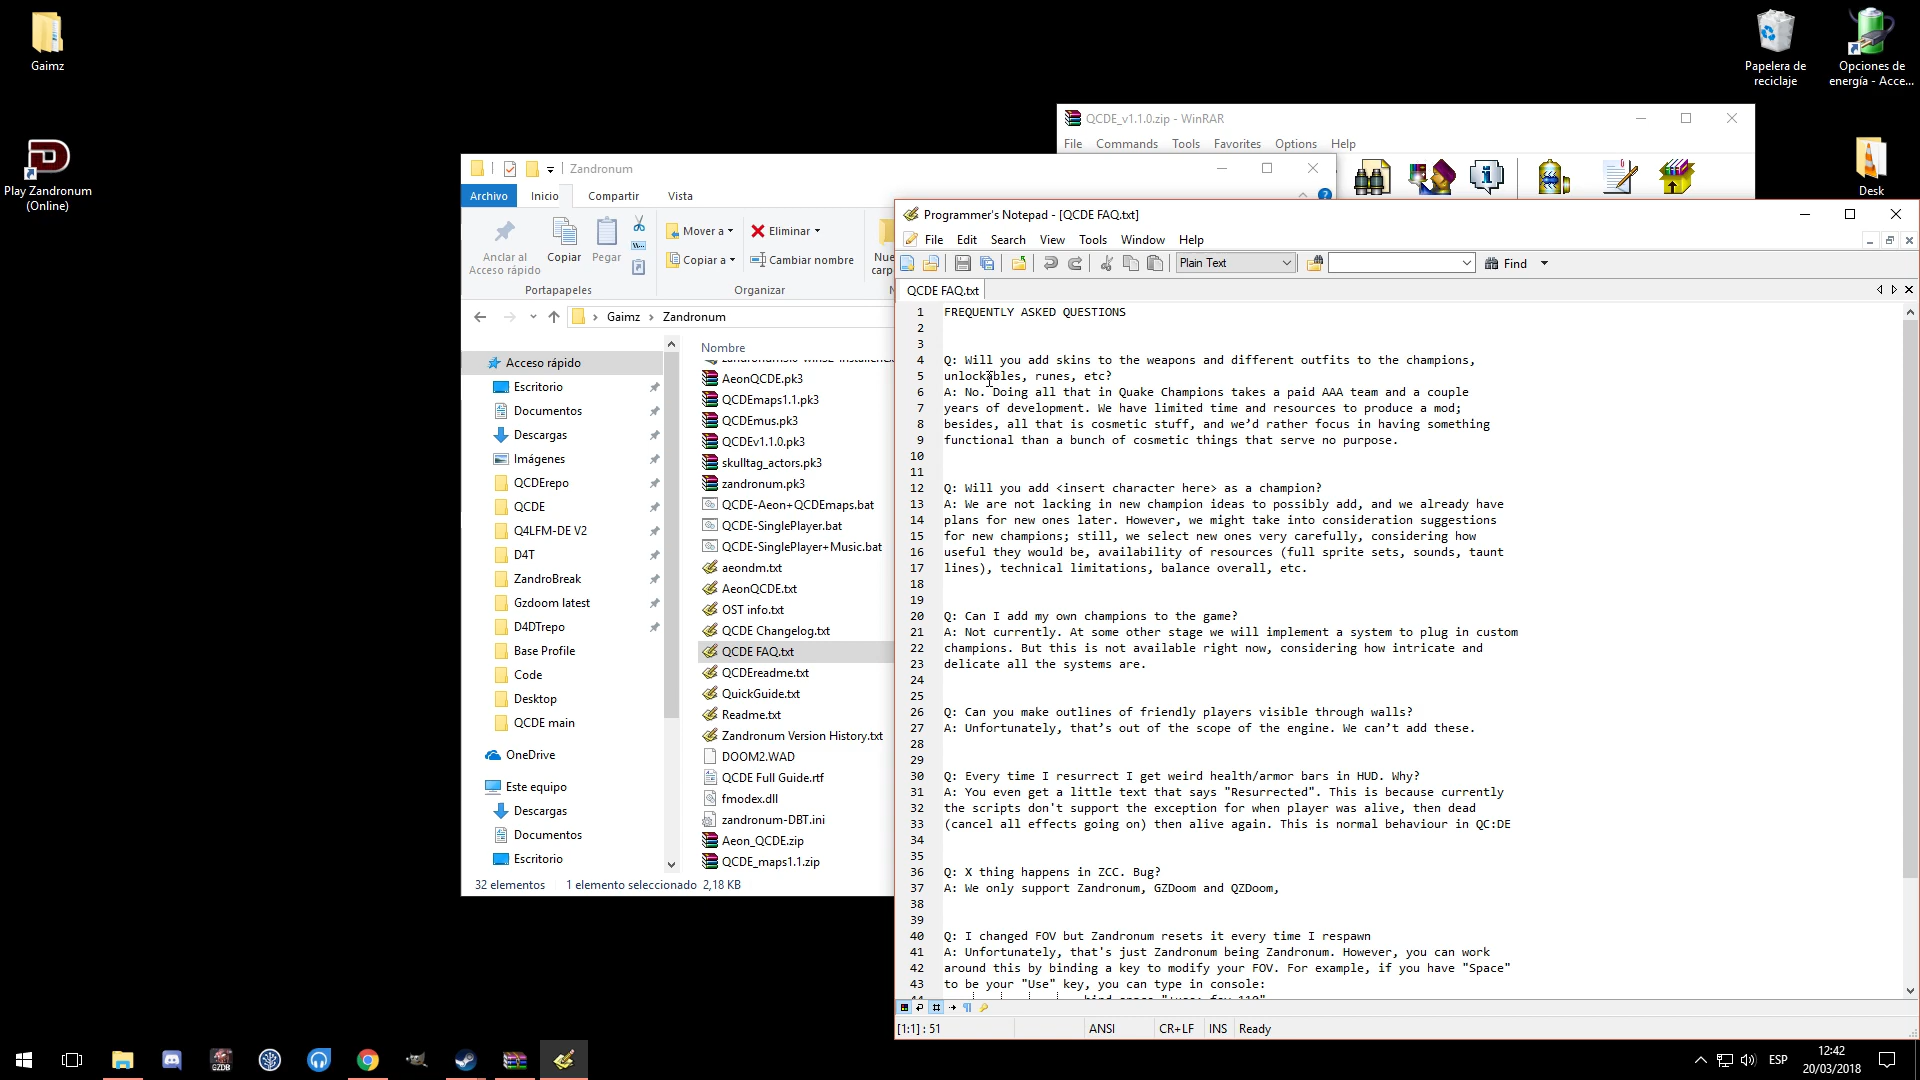 Gaimz
Play Zandronum
(Online)
Papelera de
reciclaje
Opciones de
energía - Acce...
Desk
QCDE_v1.1.0.zip - WinRAR
File Commands Tools Favorites Options Help
Zandronum
Archivo Inicio Compartir Vista
Anclar al
Acceso rápido
Copiar
Pegar
Mover a
Copiar a
Eliminar
Cambiar nombre
Nue
carp
Portapapeles
Organizar
Gaimz > Zandronum
Acceso rápido
Escritorio
Documentos
Descargas
Imágenes
QCDErepo
QCDE
Q4LFM-DE V2
D4T
ZandroBreak
Gzdoom latest
D4DTrepo
Base Profile
Code
Desktop
QCDE main
OneDrive
Este equipo
Descargas
Documentos
Escritorio
Nombre
AeonQCDE.pk3
QCDEmaps1.1.pk3
QCDEmus.pk3
QCDEv1.1.0.pk3
skulltag_actors.pk3
zandronum.pk3
QCDE-Aeon+QCDEmaps.bat
QCDE-SinglePlayer.bat
QCDE-SinglePlayer+Music.bat
aeondm.txt
AeonQCDE.txt
OST info.txt
QCDE Changelog.txt
QCDE FAQ.txt
QCDEreadme.txt
QuickGuide.txt
Readme.txt
Zandronum Version History.txt
DOOM2.WAD
QCDE Full Guide.rtf
fmodex.dll
zandronum-DBT.ini
Aeon_QCDE.zip
QCDE_maps1.1.zip
32 elementos 1 elemento seleccionado 2,18 KB
Programmer's Notepad - [QCDE FAQ.txt]
File Edit Search View Tools Window Help
Plain Text
Find
QCDE FAQ.txt
1 FREQUENTLY ASKED QUESTIONS
2
3
4 Q: Will you add skins to the weapons and different outfits to the champions,
5 unlockables, runes, etc?
6 A: No. Doing all that in Quake Champions takes a paid AAA team and a couple
7 years of development. We have limited time and resources to produce a mod;
8 besides, all that is cosmetic stuff, and we’d rather focus in having something
9 functional than a bunch of cosmetic things that serve no purpose.
10
11
12 Q: Will you add <insert character here> as a champion?
13 A: We are not lacking in new champion ideas to possibly add, and we already have
14 plans for new ones later. However, we might take into consideration suggestions
15 for new champions; still, we select new ones very carefully, considering how
16 useful they would be, availability of resources (full sprite sets, sounds, taunt
17 lines), technical limitations, balance overall, etc.
18
19
20 Q: Can I add my own champions to the game?
21 A: Not currently. At some other stage we will implement a system to plug in custom
22 champions. But this is not available right now, considering how intricate and
23 delicate all the systems are.
24
25
26 Q: Can you make outlines of friendly players visible through walls?
27 A: Unfortunately, that’s out of the scope of the engine. We can’t add these.
28
29
30 Q: Every time I resurrect I get weird health/armor bars in HUD. Why?
31 A: You even get a little text that says "Resurrected". This is because currently
32 the scripts don't support the exception for when player was alive, then dead
33 (cancel all effects going on) then alive again. This is normal behaviour in QC:DE
34
35
36 Q: X thing happens in ZCC. Bug?
37 A: We only support Zandronum, GZDoom and QZDoom,
38
39
40 Q: I changed FOV but Zandronum resets it every time I respawn
41 A: Unfortunately, that's just Zandronum being Zandronum. However, you can work
42 around this by binding a key to modify your FOV. For example, if you have "Space"
43 to be your "Use" key, you can type in console:
[1:1] : 51
ANSI CR+LF INS Ready
GZDB
ESP
12:42
20/03/2018